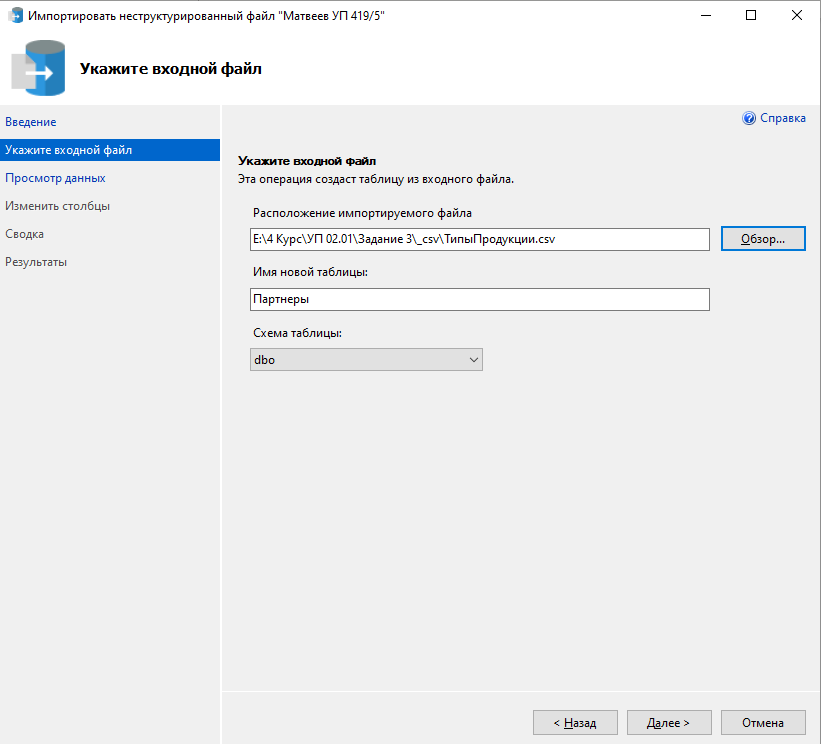 Импортировать неструктурированный файл "Матвеев УП 419/5"
Укажите входной файл
Введение
Укажите входной файл
Просмотр данных
Изменить столбцы
Сводка
Результаты
Справка
Укажите входной файл
Эта операция создаст таблицу из входного файла.
Расположение импортируемого файла
E:\4 Курс\УП 02.01\Задание 3\_csv\ТипыПродукции.csv
Обзор...
Имя новой таблицы:
Партнеры
Схема таблицы:
dbo
< Назад
Далее >
Отмена